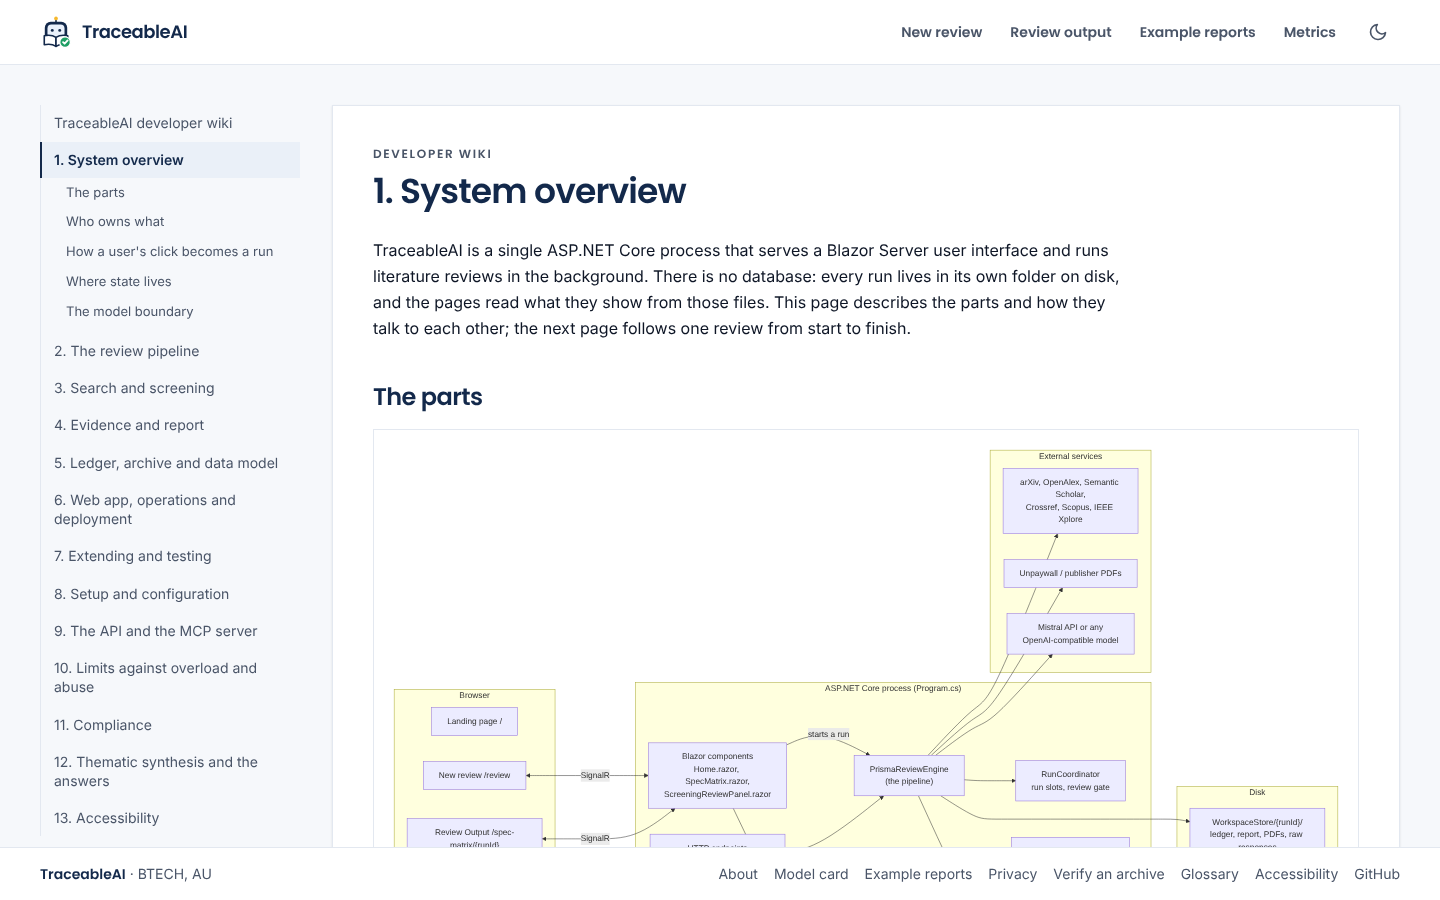 TraceableAI
New review
Review output
Example reports
Metrics
TraceableAI developer wiki
1. System overview
The parts
Who owns what
How a user's click becomes a run
Where state lives
The model boundary
2. The review pipeline
3. Search and screening
4. Evidence and report
5. Ledger, archive and data model
6. Web app, operations and
deployment
7. Extending and testing
8. Setup and configuration
9. The API and the MCP server
10. Limits against overload and
abuse
11. Compliance
12. Thematic synthesis and the
answers
13. Accessibility
DEVELOPER WIKI
1. System overview
TraceableAI is a single ASP.NET Core process that serves a Blazor Server user interface and runs
literature reviews in the background. There is no database: every run lives in its own folder on disk,
and the pages read what they show from those files. This page describes the parts and how they
talk to each other; the next page follows one review from start to finish.
The parts
External services
arXiv, OpenAlex, Semantic
Scholar,
Crossref, Scopus, IEEE
Xplore
Unpaywall / publisher PDFs
Mistral API or any
OpenAI-compatible model
Browser
Landing page /
New review /review
Review Output /spec-
matrix/{runId}
SignalR
SignalR
ASP.NET Core process (Program.cs)
Blazor components
Home.razor,
SpecMatrix.razor,
ScreeningReviewPanel.razor
starts a run
PrismaReviewEngine
(the pipeline)
RunCoordinator
run slots, review gate
HTTP endpoints
Disk
WorkspaceStore/{runId}/
ledger, report, PDFs, raw
responses
TraceableAI · BTECH, AU
About
Model card
Example reports
Privacy
Verify an archive
Glossary
Accessibility
GitHub